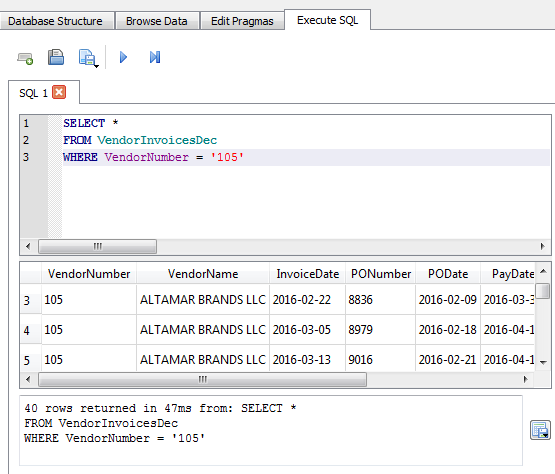 Database Structure Browse Data Edit Pragmas Execute SQL
SQL 1
1 SELECT *
2 FROM VendorInvoicesDec
3 WHERE VendorNumber = '105'
VendorNumber VendorName InvoiceDate PONumber PODate PayDate
3 105 ALTAMAR BRANDS LLC 2016-02-22 8836 2016-02-09 2016-03-3
4 105 ALTAMAR BRANDS LLC 2016-03-05 8979 2016-02-18 2016-04-1
5 105 ALTAMAR BRANDS LLC 2016-03-13 9016 2016-02-21 2016-04-1
40 rows returned in 47ms from: SELECT *
FROM VendorInvoicesDec
WHERE VendorNumber = '105'